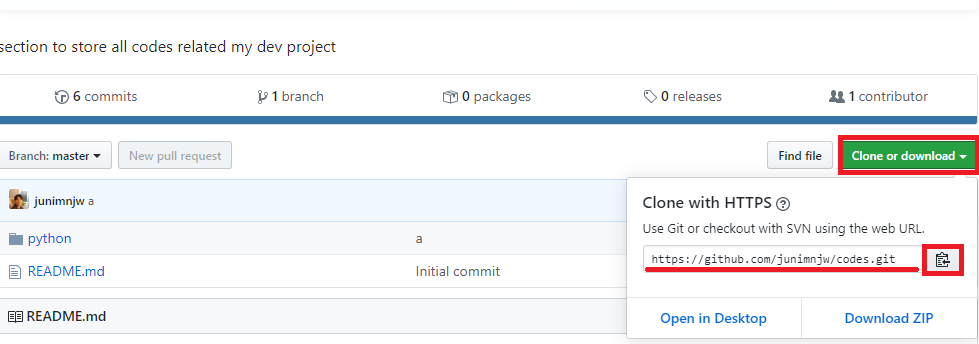 section to store all codes related my dev project
6 commits
1 branch
0 packages
0 releases
1 contributor
Branch: master
New pull request
Find file
Clone or download
junimnjw a
python
a
README.md
Initial commit
README.md
Clone with HTTPS
Use Git or checkout with SVN using the web URL.
https://github.com/junimnjw/codes.git
Open in Desktop
Download ZIP